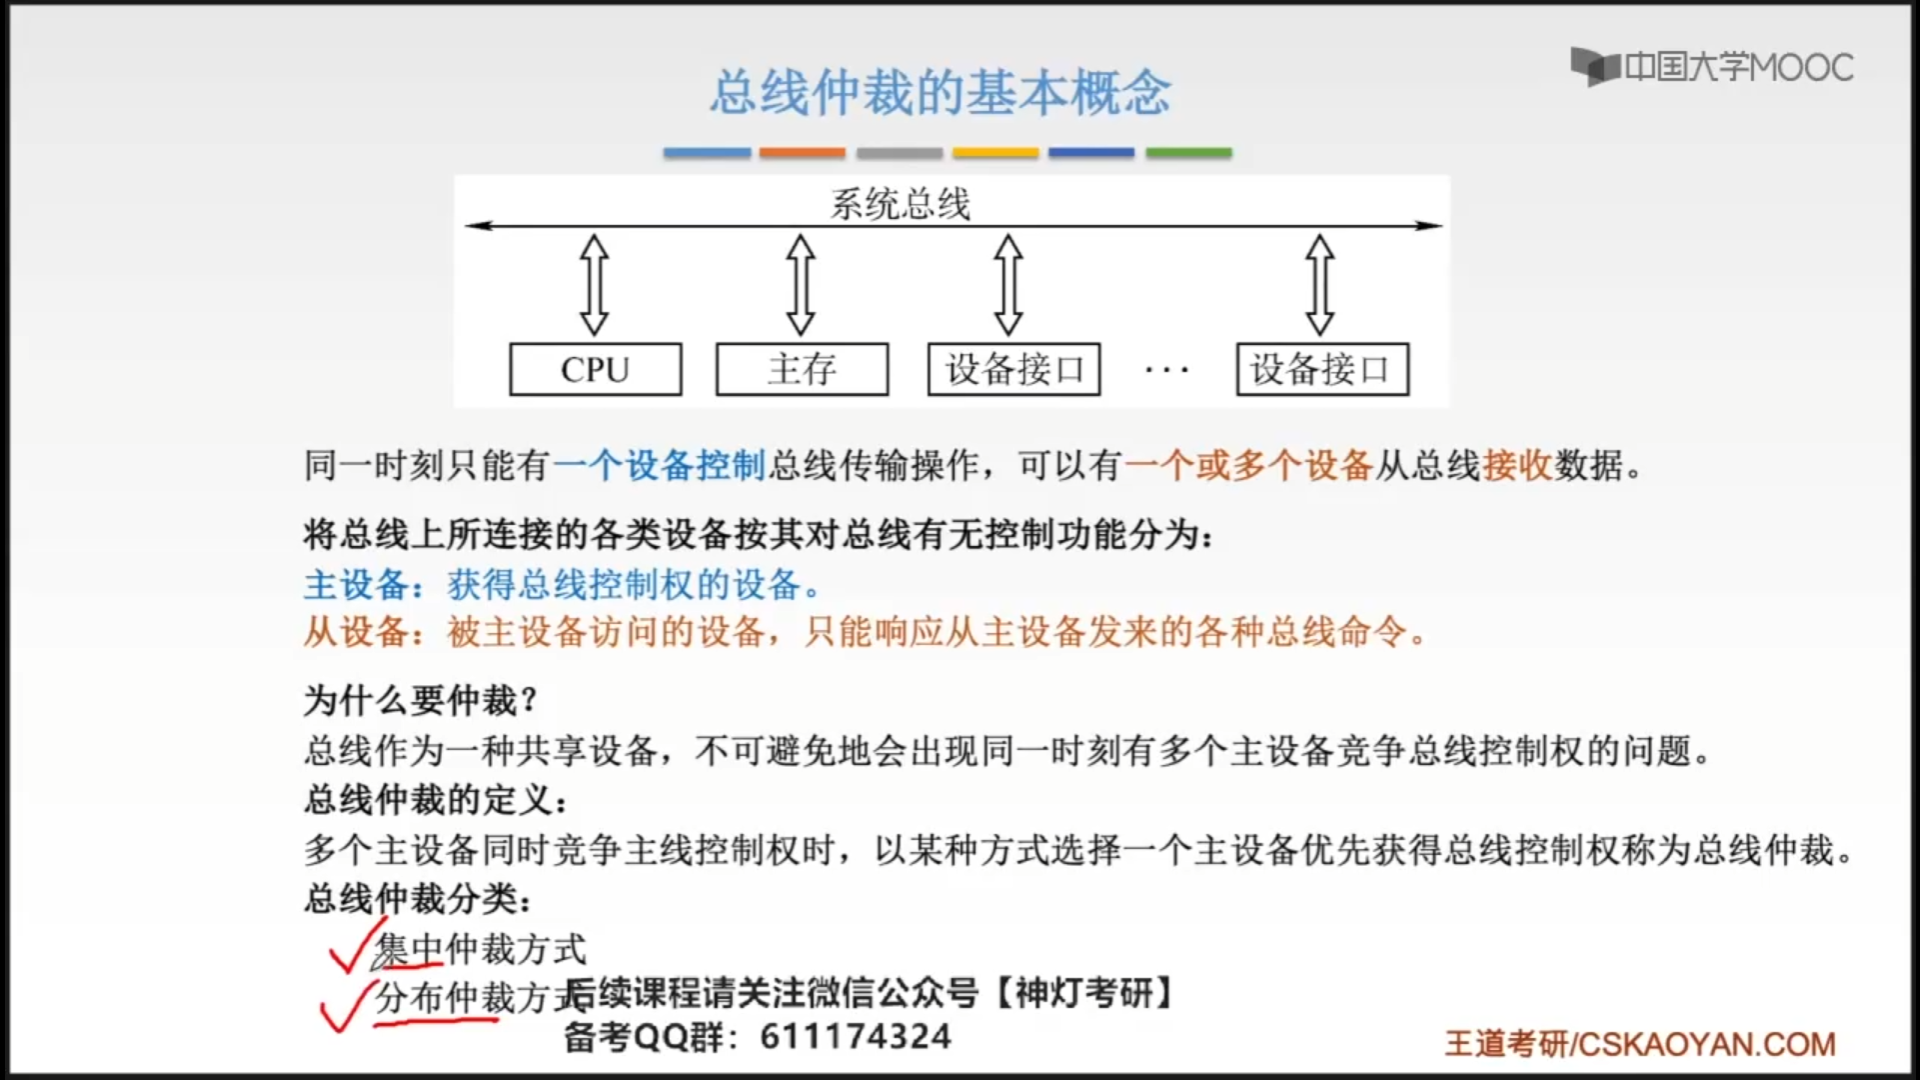 中国大学MOOC
总线仲裁的基本概念
系统总线
CPU
主存
设备接口
···
设备接口
同一时刻只能有一个设备控制总线传输操作，可以有一个或多个设备从总线接收数据。
将总线上所连接的各类设备按其对总线有无控制功能分为：
主设备：获得总线控制权的设备。
从设备：被主设备访问的设备，只能响应从主设备发来的各种总线命令。
为什么要仲裁？
总线作为一种共享设备，不可避免地会出现同一时刻有多个主设备竞争总线控制权的问题。
总线仲裁的定义：
多个主设备同时竞争主线控制权时，以某种方式选择一个主设备优先获得总线控制权称为总线仲裁。
总线仲裁分类：
集中仲裁方式
分布仲裁方式
后续课程请关注微信公众号【神灯考研】
备考QQ群：611174324
王道考研/CSKAOYAN.COM